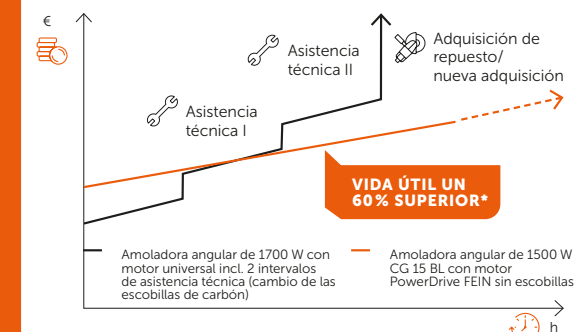 €
Asistencia
técnica II
Adquisición de
repuesto/
nueva adquisición
Asistencia
técnica I
VIDA ÚTIL UN
60% SUPERIOR*
Amoladora angular de 1700 W con
motor universal incl. 2 intervalos
de asistencia técnica (cambio de las
escobillas de carbón)
Amoladora angular de 1500 W
CG 15 BL con motor
PowerDrive FEIN sin escobillas
h